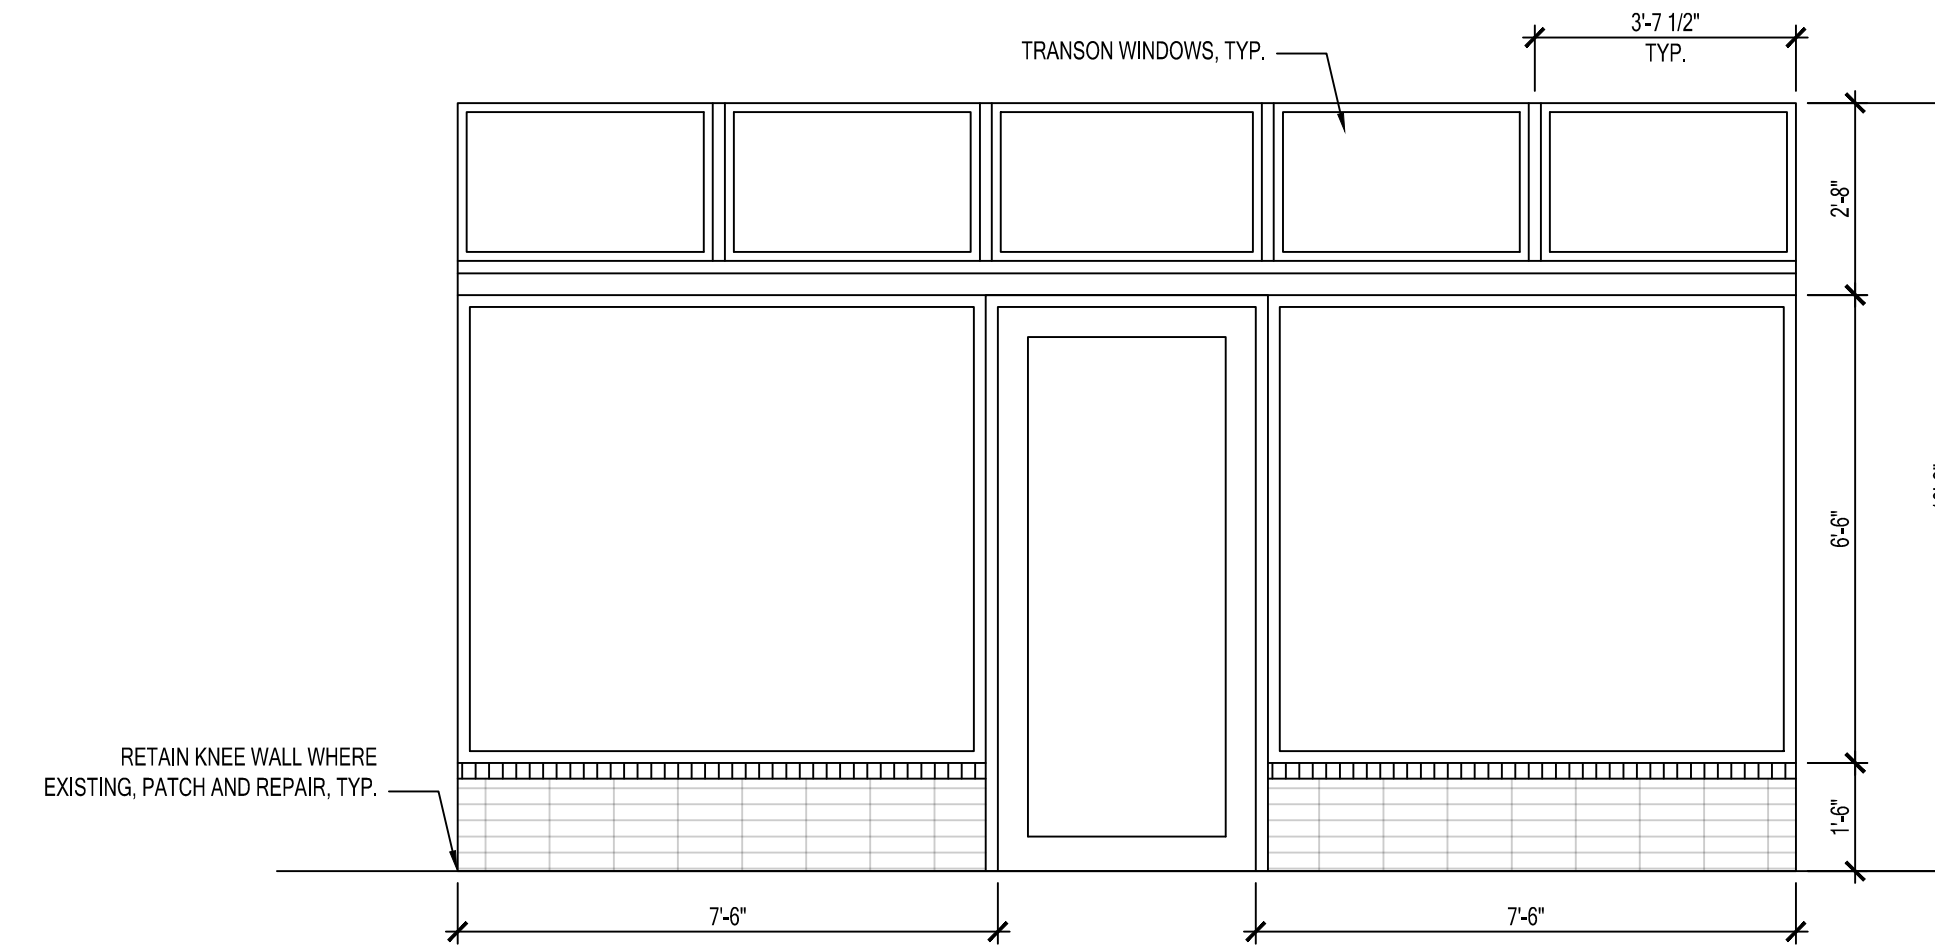 3'-7 1/2"
TYP.
TRANSON WINDOWS, TYP.
2'-8"
6'-6"
1'-6"
RETAIN KNEE WALL WHERE
EXISTING, PATCH AND REPAIR, TYP.
7'-6"
7'-6"